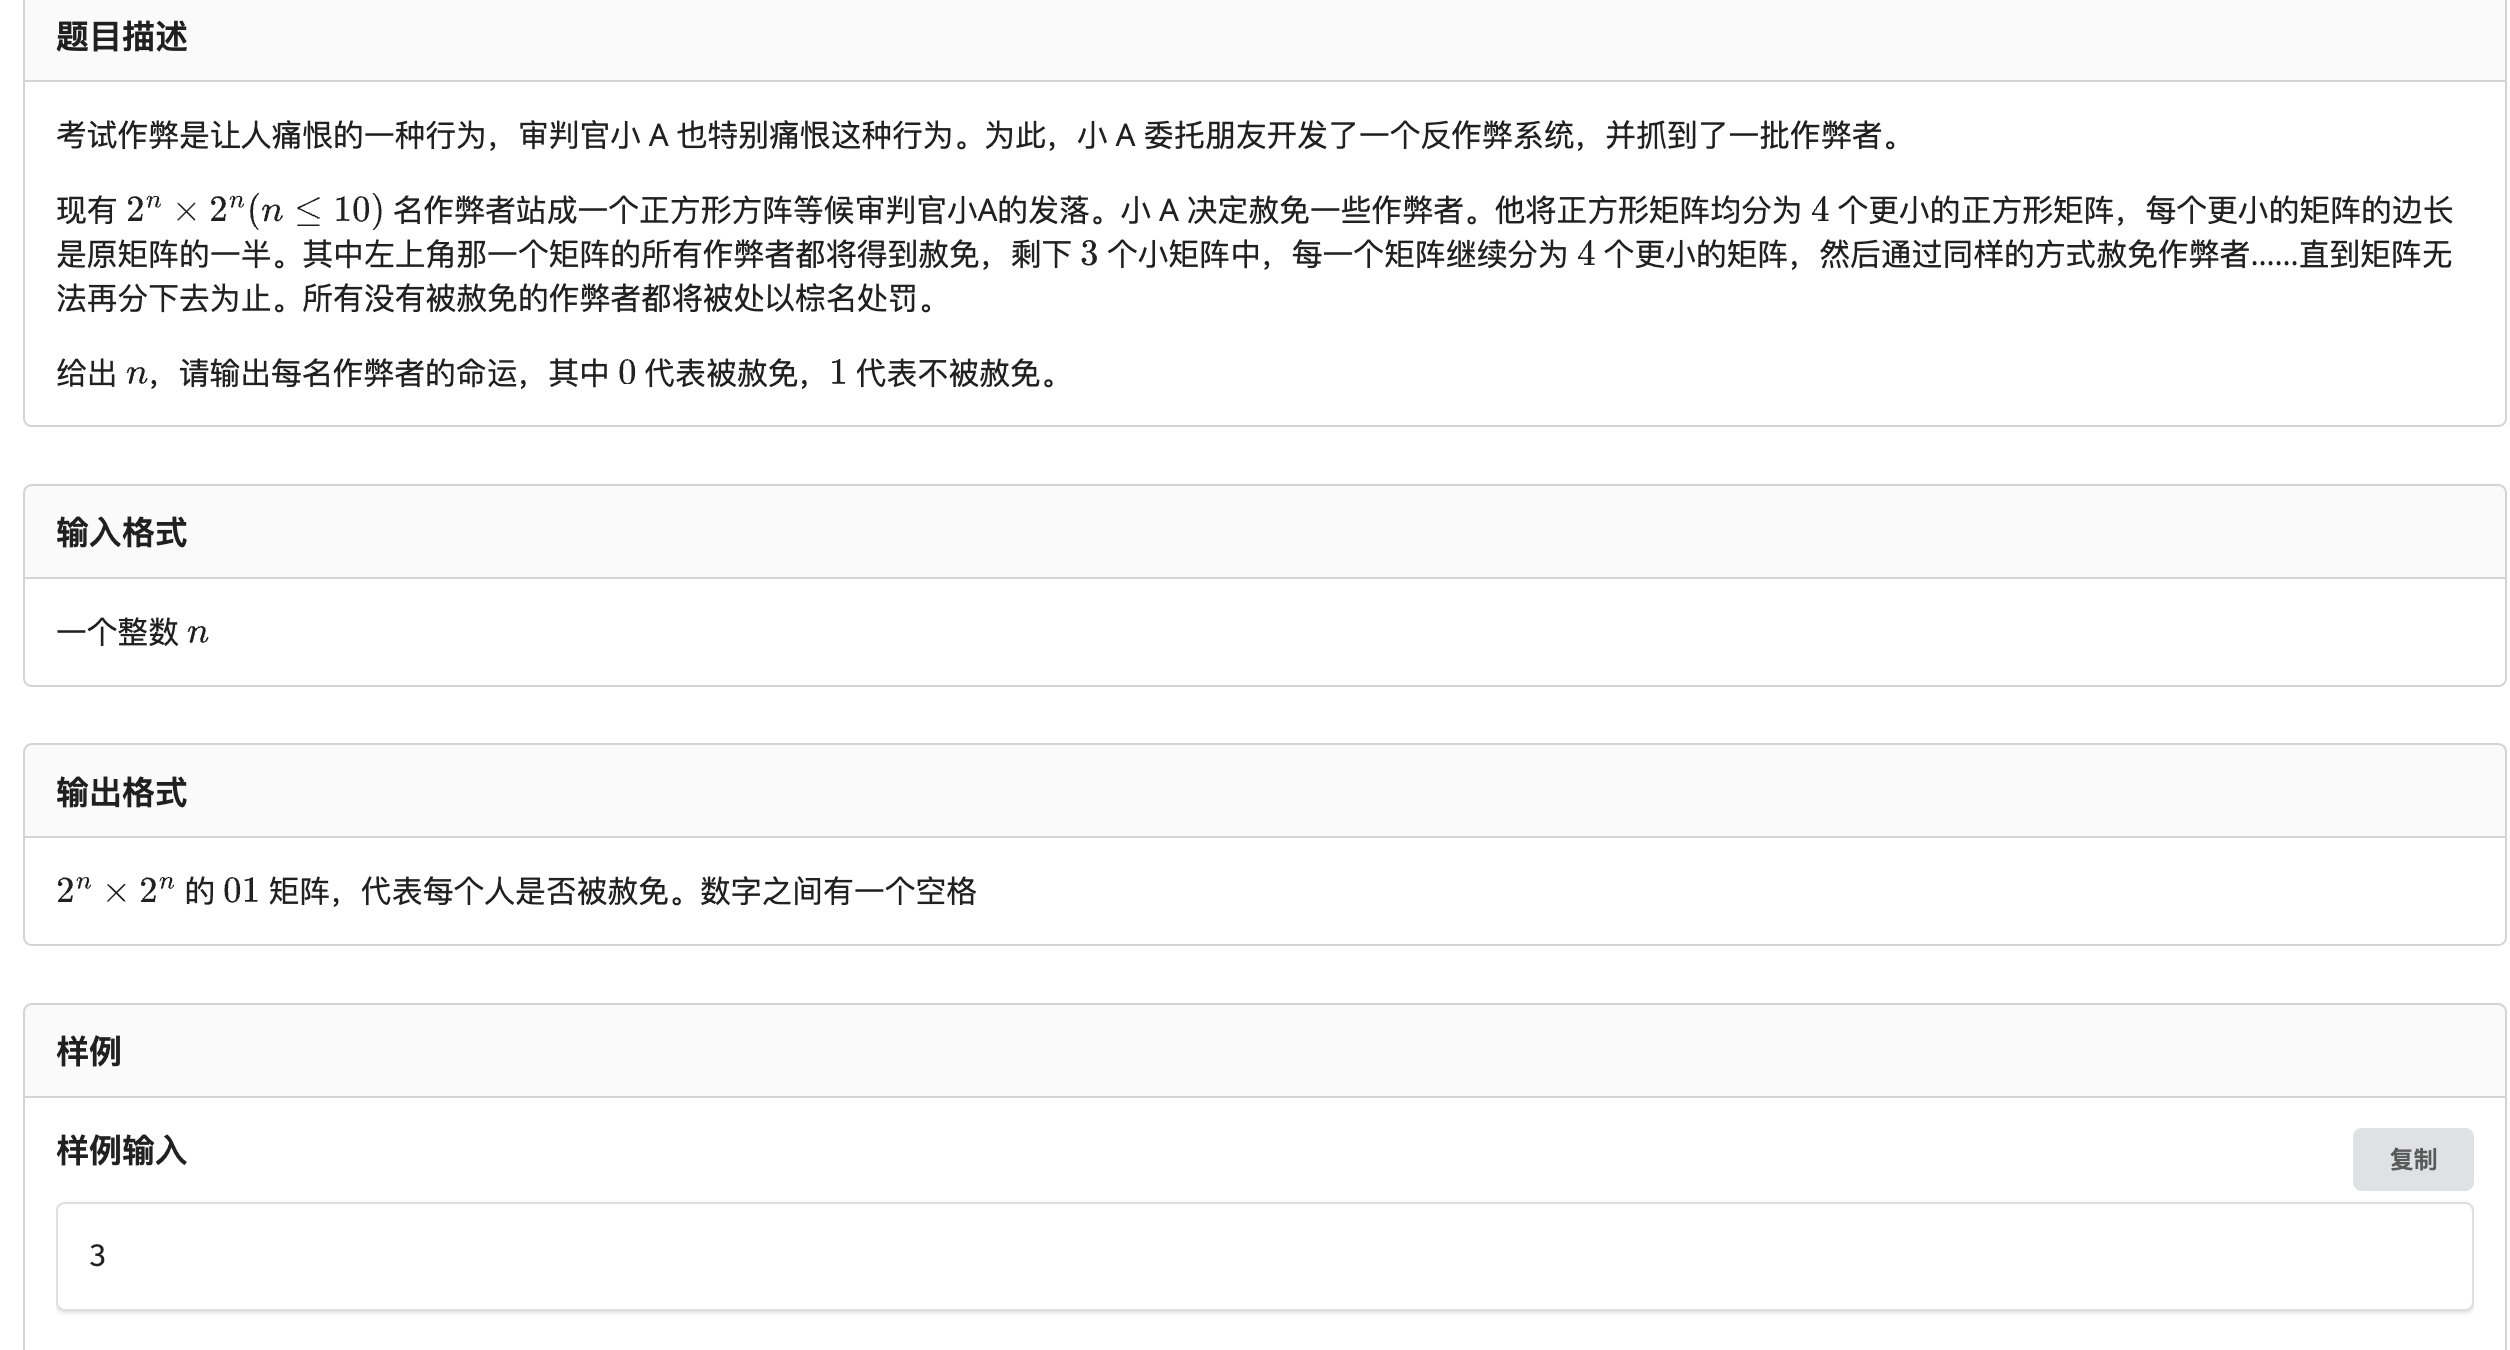 题目描述
考试作弊是让人痛恨的一种行为，审判官小 A 也特别痛恨这种行为。为此，小 A 委托朋友开发了一个反作弊系统，并抓到了一批作弊者。
现有 2^n × 2^n(n ≤ 10) 名作弊者站成一个正方形方阵等候审判官小A的发落。小 A 决定赦免一些作弊者。他将正方形矩阵均分为 4 个更小的正方形矩阵，每个更小的矩阵的边长
是原矩阵的一半。其中左上角那一个矩阵的所有作弊者都将得到赦免，剩下 3 个小矩阵中，每一个矩阵继续分为 4 个更小的矩阵，然后通过同样的方式赦免作弊者……直到矩阵无
法再分下去为止。所有没有被赦免的作弊者都将被处以棕名处罚。
给出 n，请输出每名作弊者的命运，其中 0 代表被赦免，1 代表不被赦免。
输入格式
一个整数 n
输出格式
2^n × 2^n 的 01 矩阵，代表每个人是否被赦免。数字之间有一个空格
样例
样例输入
复制
3